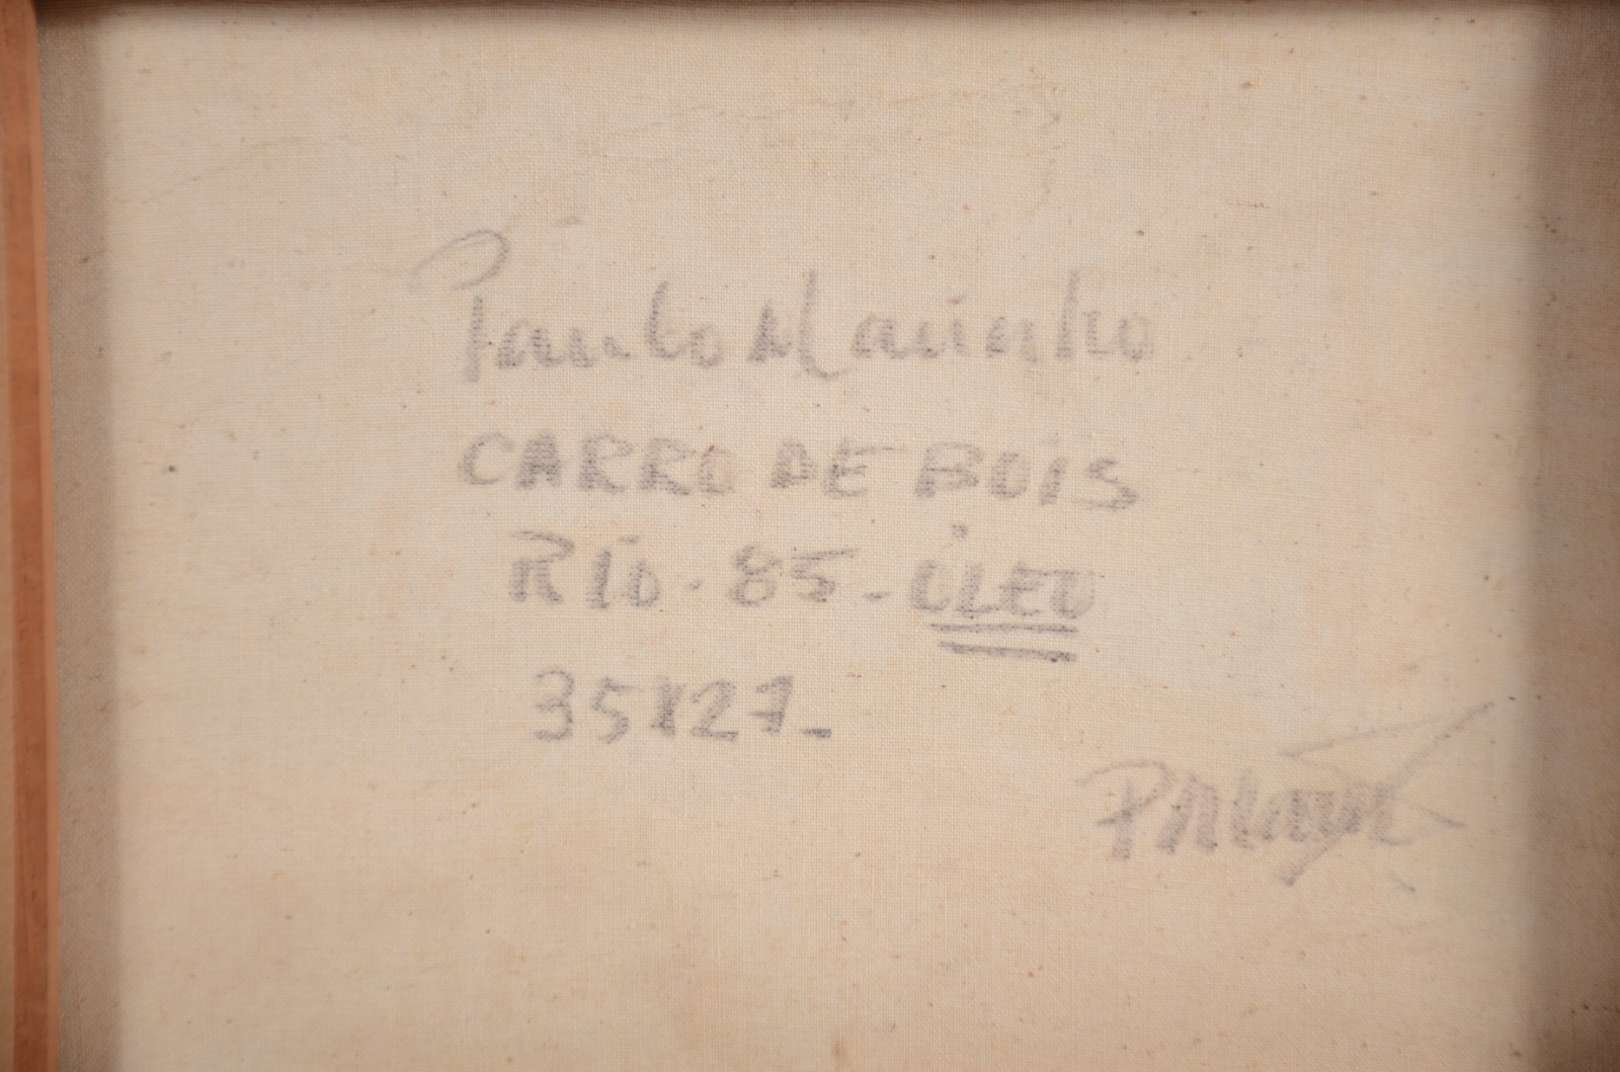 Paulo Marinho
CARRO DE BOIS
RIO - 85 - ÓLEO
35X27-